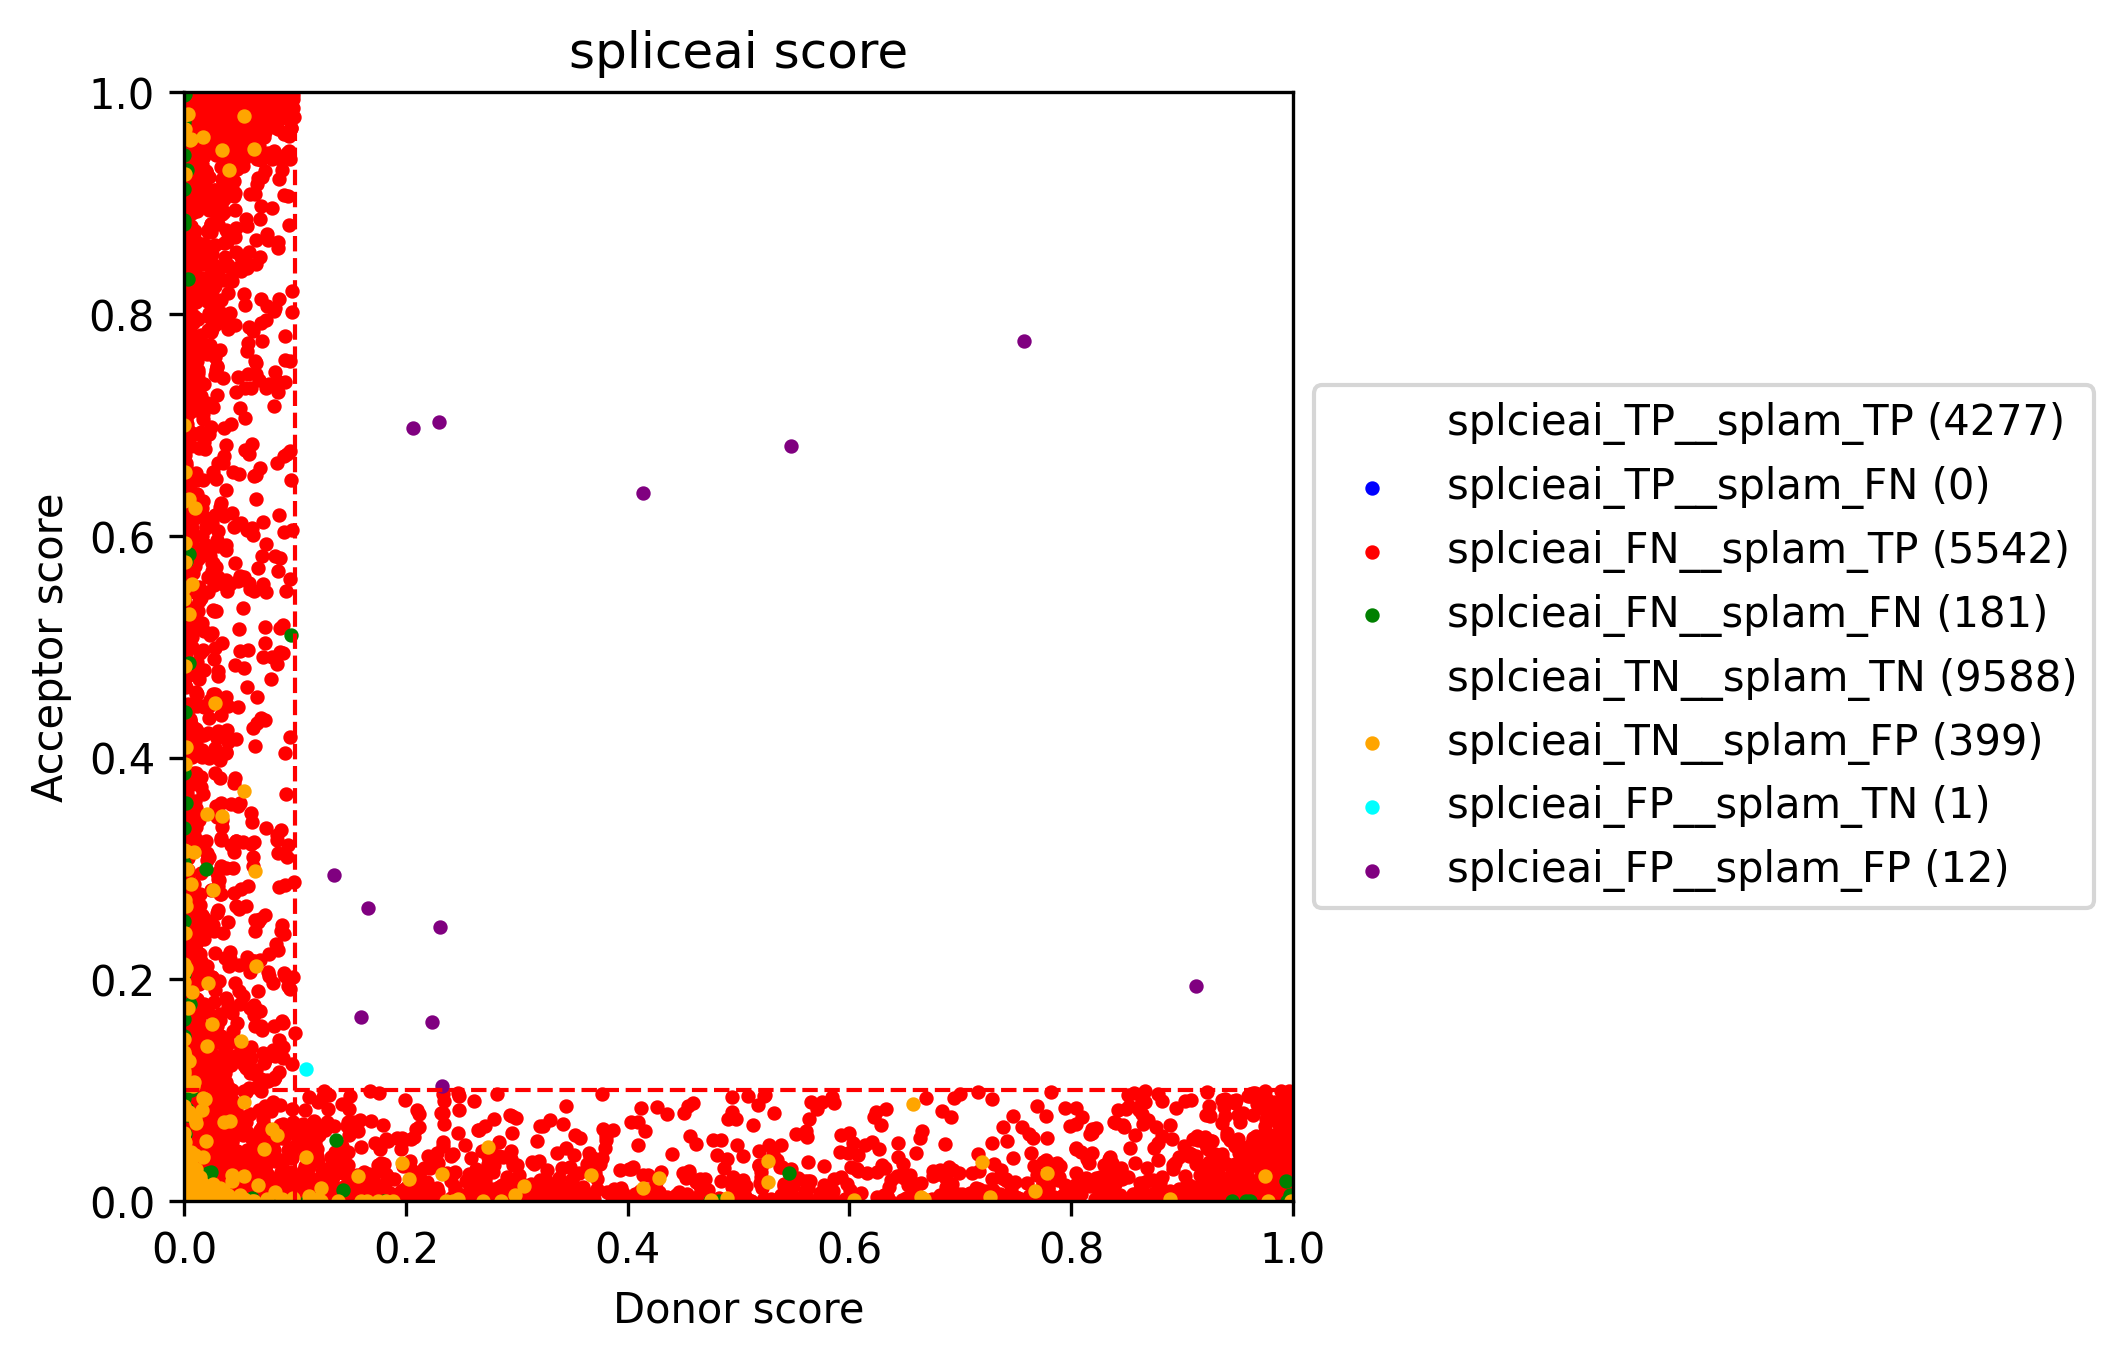 spliceai score
1.0
0.8
0.6
0.4
0.2
0.0
Acceptor score
0.0 0.2 0.4 0.6 0.8 1.0
Donor score
splcieai_TP__splam_TP (4277)
splcieai_TP__splam_FN (0)
splcieai_FN__splam_TP (5542)
splcieai_FN__splam_FN (181)
splcieai_TN__splam_TN (9588)
splcieai_TN__splam_FP (399)
splcieai_FP__splam_TN (1)
splcieai_FP__splam_FP (12)